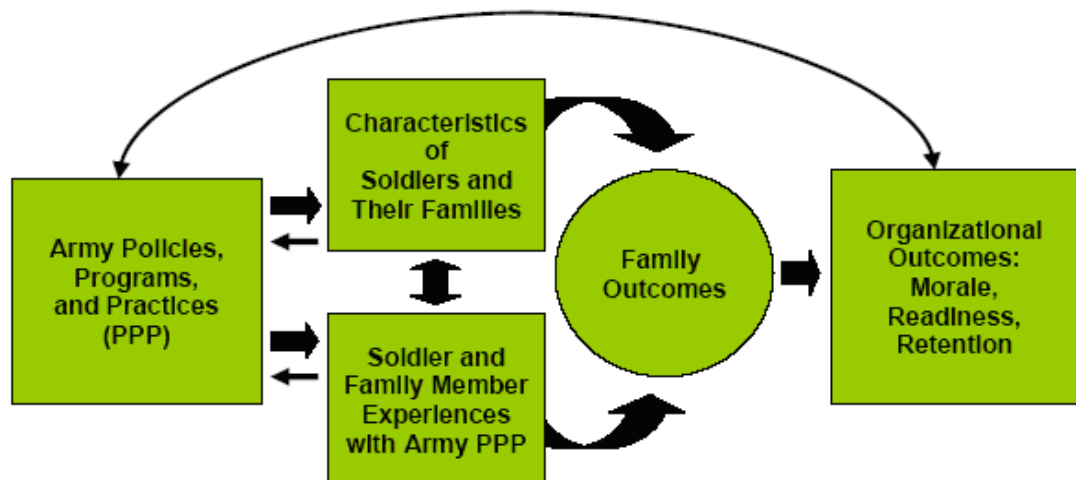 Army Policies,
Programs,
and Practices
(PPP)
Characteristics
of
Soldiers and
Their Families
Soldier and
Family Member
Experiences
with Army PPP
Family
Outcomes
Organizational
Outcomes:
Morale,
Readiness,
Retention